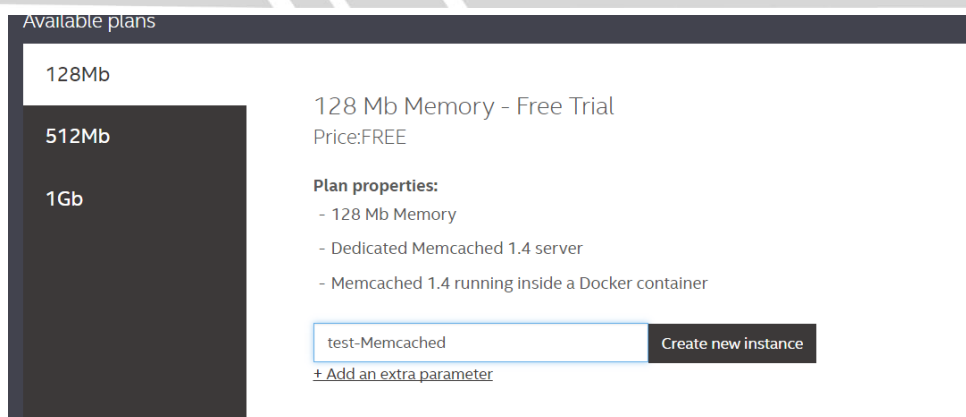 Available plans
128Mb
512Mb
1Gb
128 Mb Memory - Free Trial
Price:FREE
Plan properties:
- 128 Mb Memory
- Dedicated Memcached 1.4 server
- Memcached 1.4 running inside a Docker container
test-Memcached
Create new instance
+ Add an extra parameter